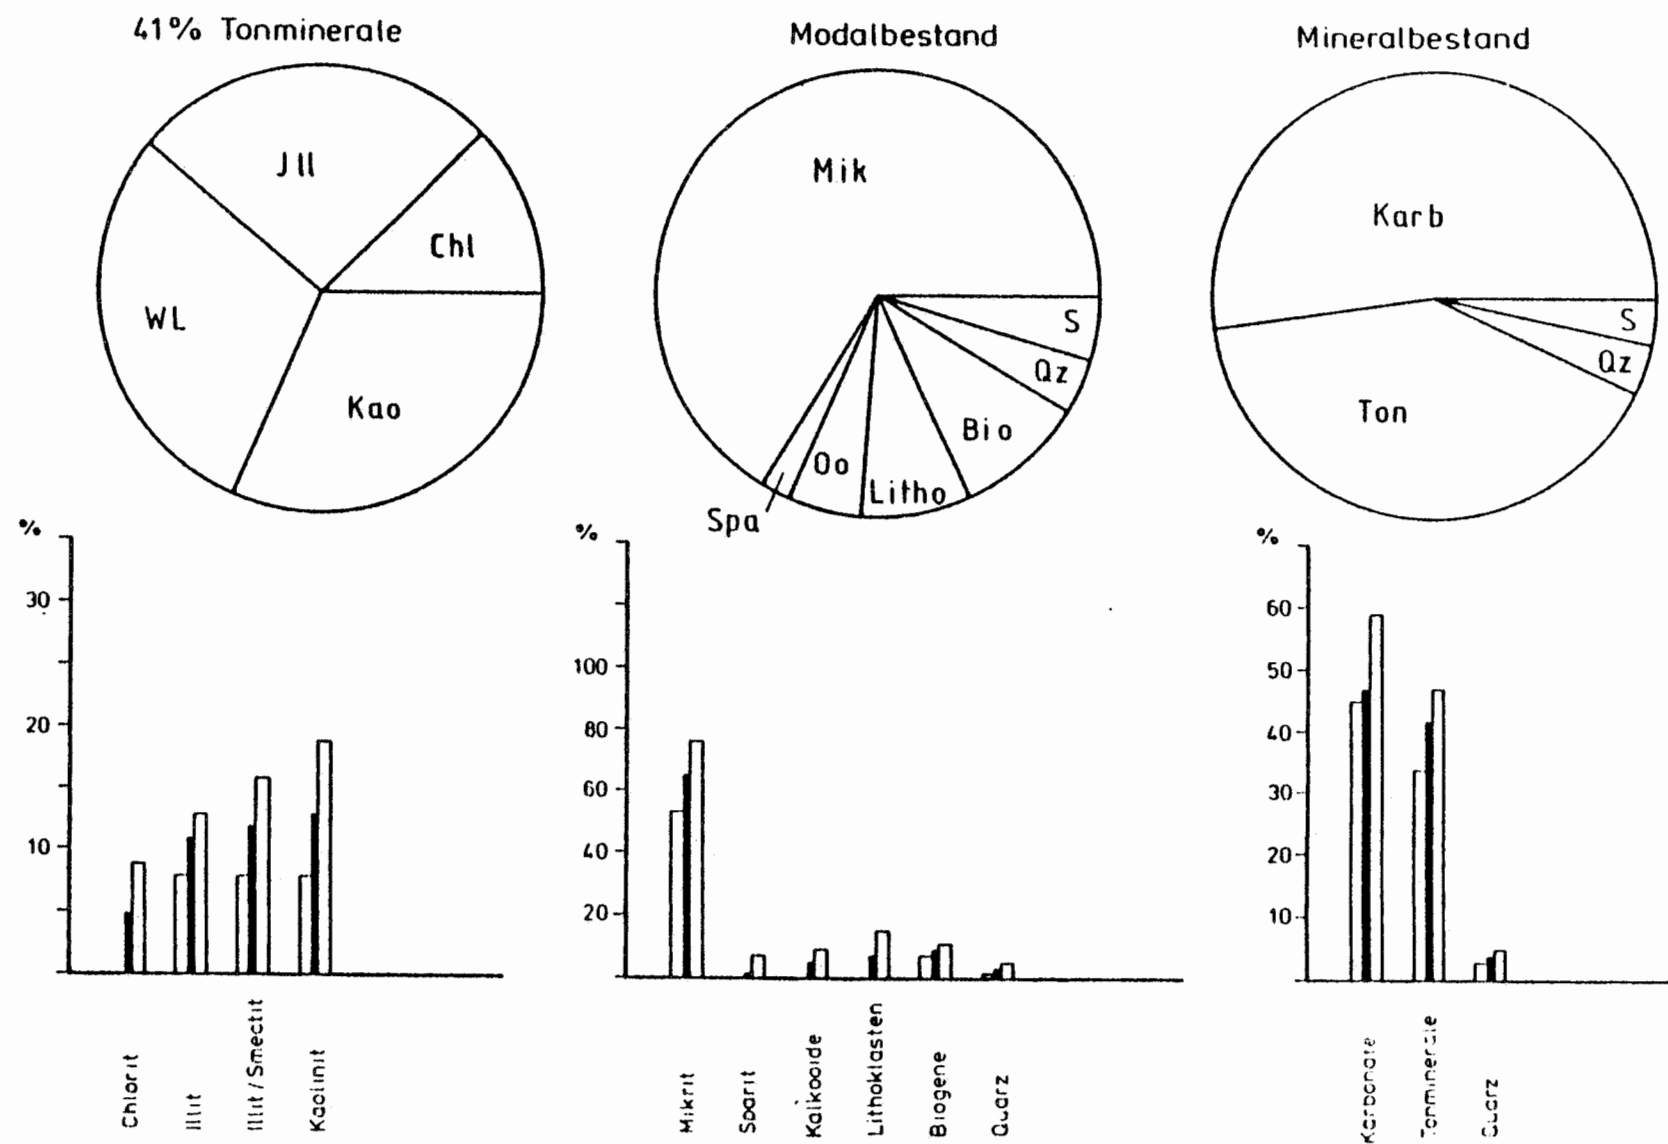 41% Tonminerale
Modalbestand
Mineralbestand
Jll
Chl
WL
Kao
Mik
S
Qz
Bio
Litho
Oo
Spa
Karb
S
Qz
Ton
%
30
20
10
Chlorit
Illit
Illit / Smectit
Kaolinit
%
100
80
60
40
20
Mikrit
Sparit
Kalkooide
Lithoklasten
Biogene
Quarz
%
60
50
40
30
20
10
Karbonate
Tonminerale
Quarz